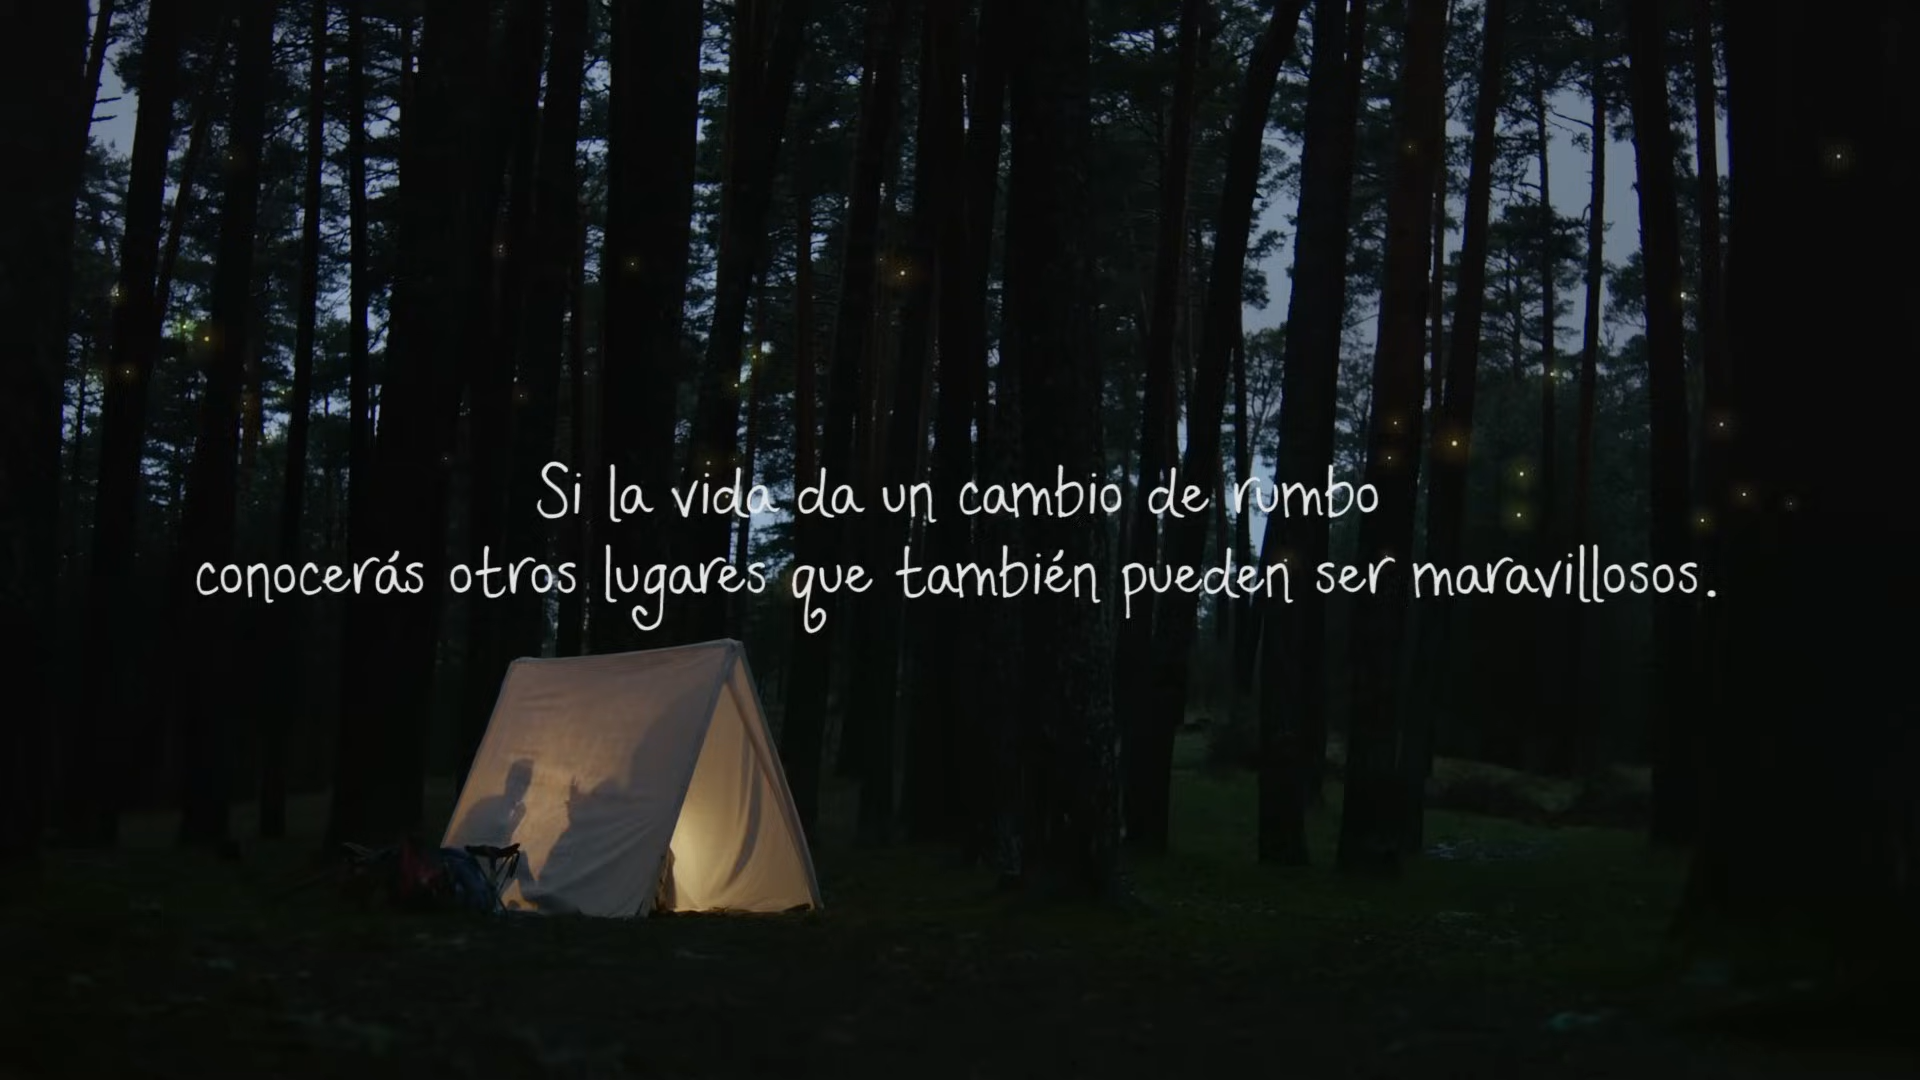 Si la vida da un cambio de rumbo
conocerás otros lugares que también pueden ser maravillosos.